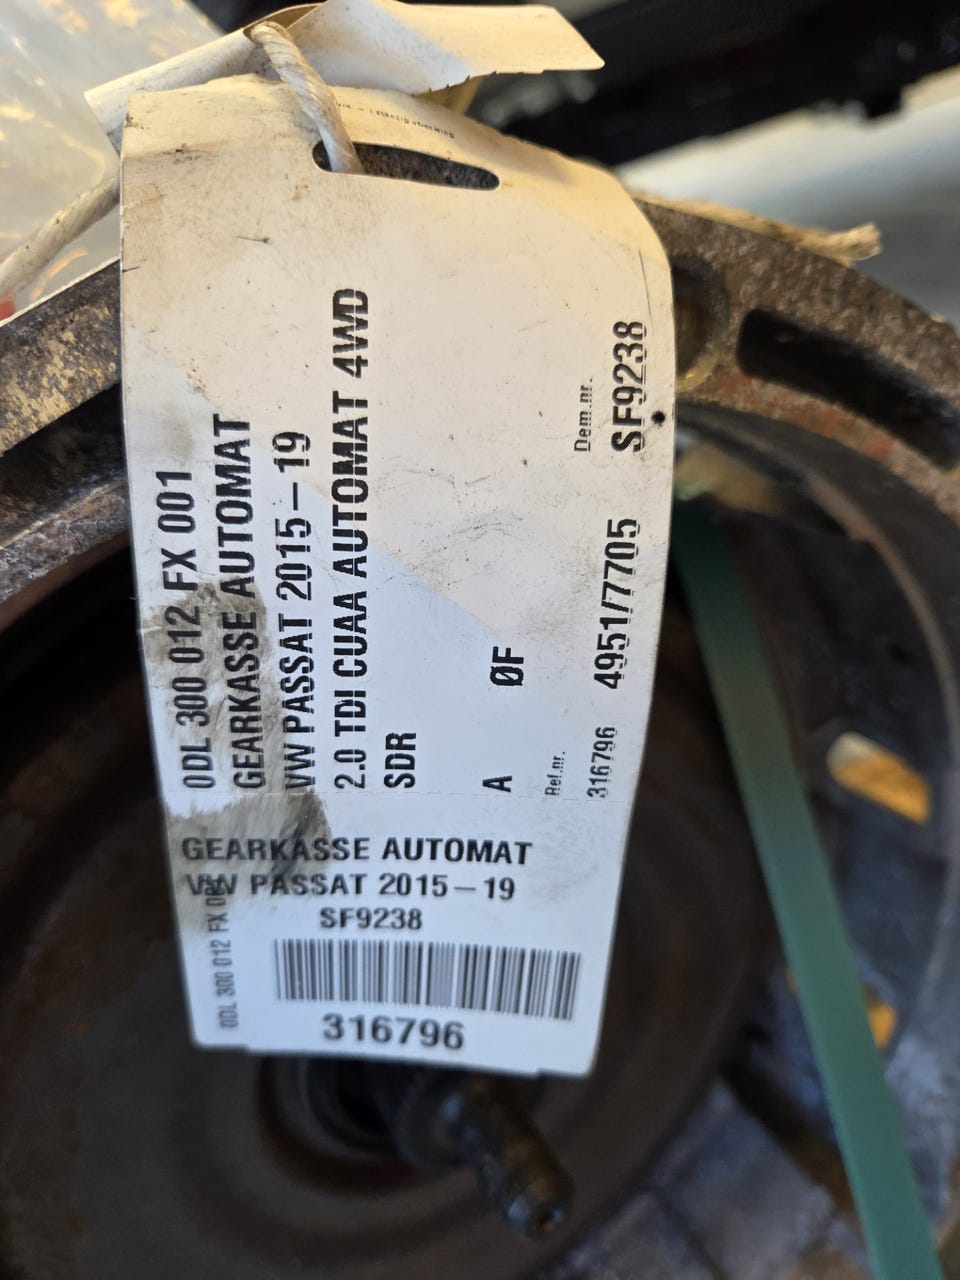 0DL 300 012 FX 001
GEARKASSE AUTOMAT
VW PASSAT 2015-19
2.0 TDI CUAA AUTOMAT 4WD
SDR
A ØF
Ref.nr. Dem.nr.
316796 4951/7705 SF9238
GEARKASSE AUTOMAT
VW PASSAT 2015-19
SF9238
0DL 300 012 FX
316796